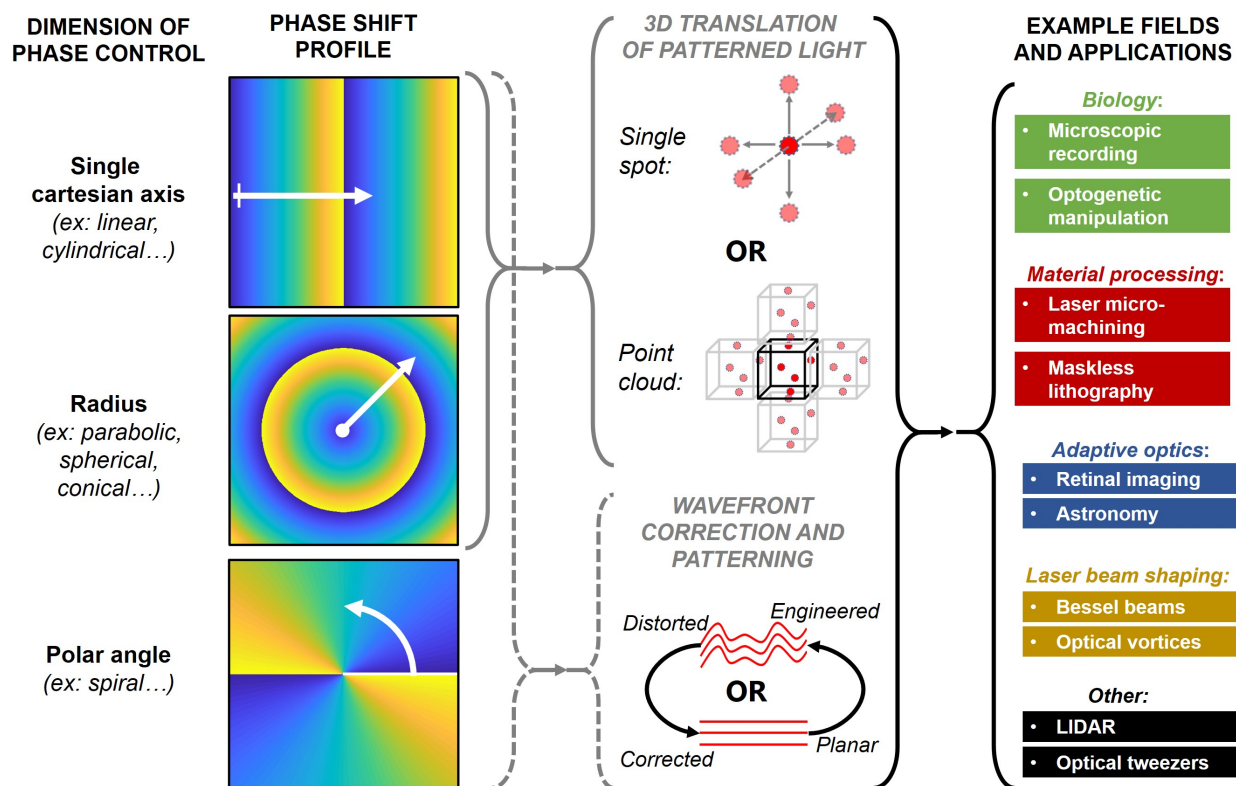 DIMENSION OF
PHASE CONTROL
PHASE SHIFT
PROFILE
3D TRANSLATION
OF PATTERNED LIGHT
EXAMPLE FIELDS
AND APPLICATIONS
Single
cartesian axis
(ex: linear,
cylindrical…)
Radius
(ex: parabolic,
spherical,
conical…)
Polar angle
(ex: spiral…)
Single
spot:
OR
Point
cloud:
WAVEFRONT
CORRECTION AND
PATTERNING
Distorted
Engineered
OR
Corrected
Planar
Biology:
• Microscopic
recording
• Optogenetic
manipulation
Material processing:
• Laser micro-
machining
• Maskless
lithography
Adaptive optics:
• Retinal imaging
• Astronomy
Laser beam shaping:
• Bessel beams
• Optical vortices
Other:
• LIDAR
• Optical tweezers